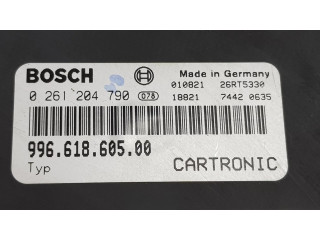 BOSCH
Made in Germany
010821 26RT5330
0 261 204 790 078 18821 7442 0635
996.618.605.00
Typ CARTRONIC